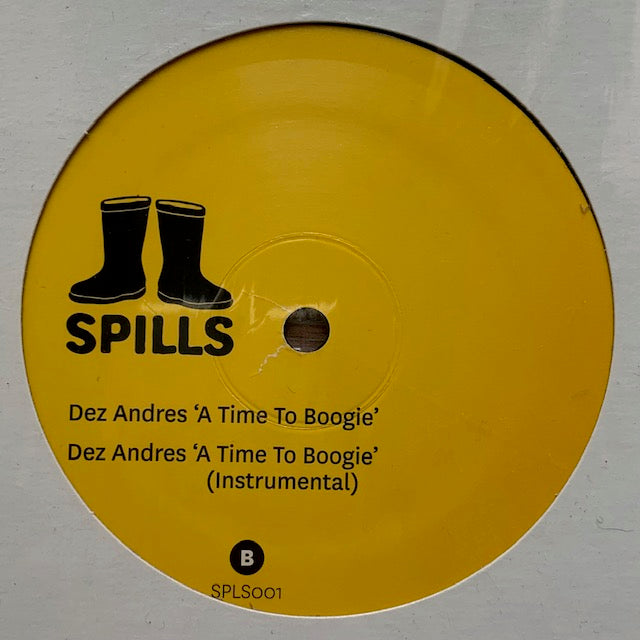 SPILLS
Dez Andres ‘A Time To Boogie’
Dez Andres ‘A Time To Boogie’
(Instrumental)
B
SPLS001